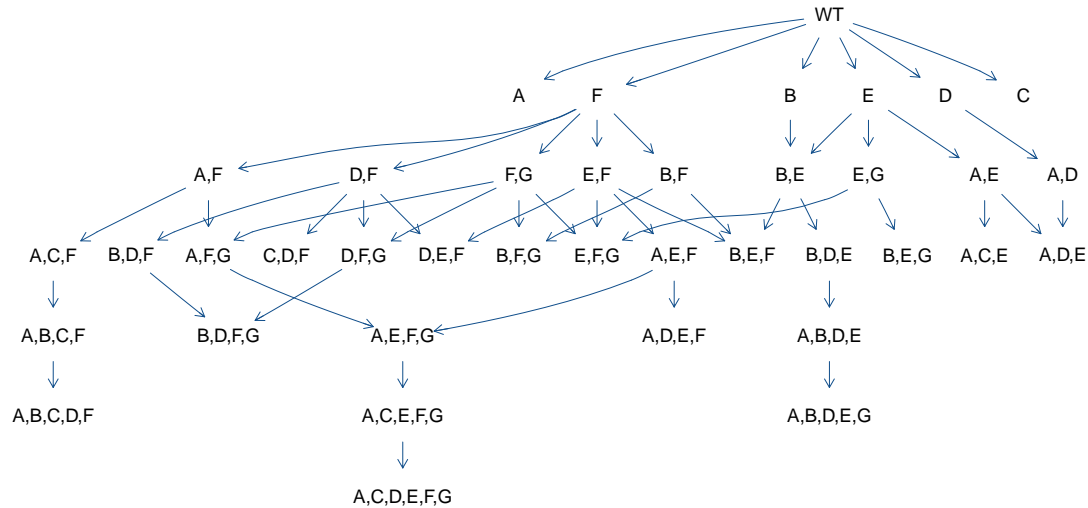 WT
A F B E D C
A,F D,F F,G E,F B,F B,E E,G A,E A,D
A,C,F B,D,F A,F,G C,D,F D,F,G D,E,F B,F,G E,F,G A,E,F B,E,F B,D,E B,E,G A,C,E A,D,E
A,B,C,F B,D,F,G A,E,F,G A,D,E,F A,B,D,E
A,B,C,D,F A,C,E,F,G A,B,D,E,G
A,C,D,E,F,G